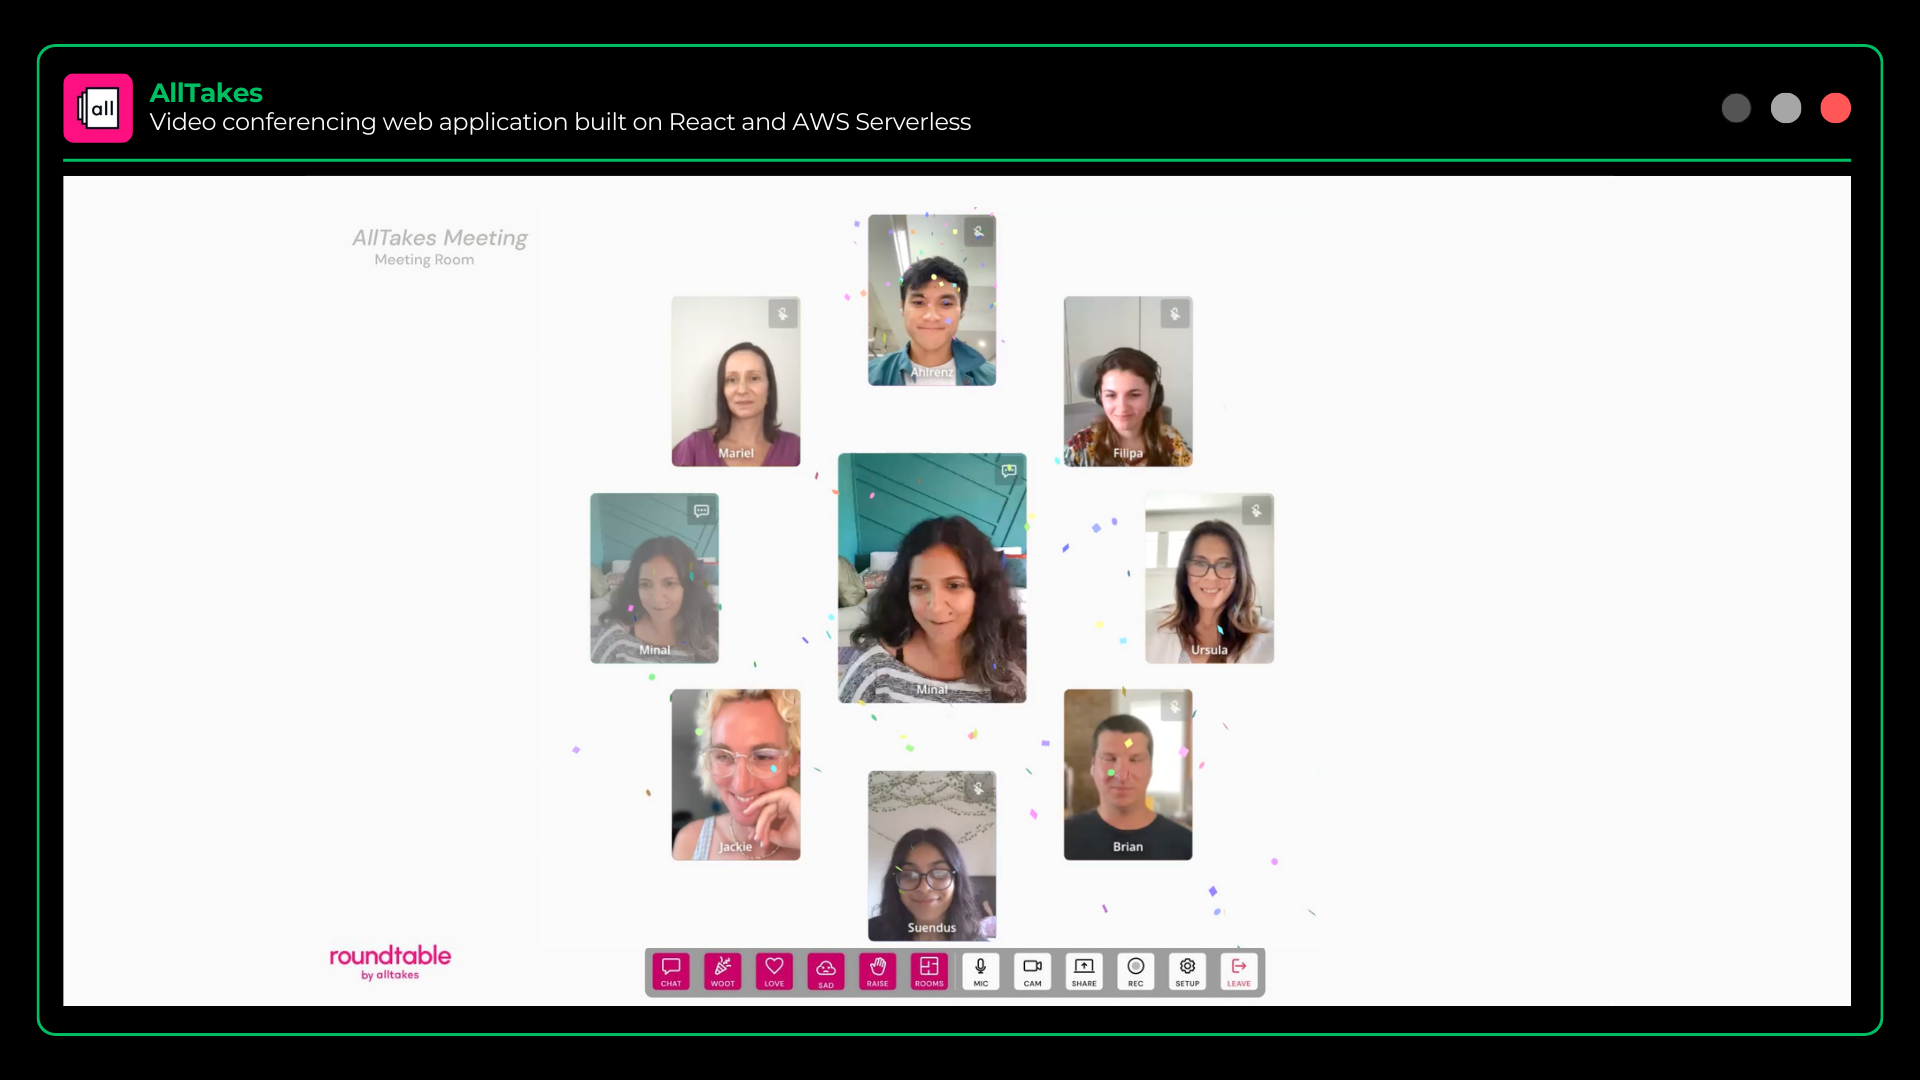 all
AllTakes
Video conferencing web application built on React and AWS Serverless
AllTakes Meeting
Meeting Room
Ahlrenz
Mariel
Filipa
Minal
Minal
Ursula
Jackie
Brian
Suendus
roundtable
by alltakes
CHAT
WOOT
LOVE
SAD
RAISE
ROOMS
MIC
CAM
SHARE
REC
SETUP
LEAVE